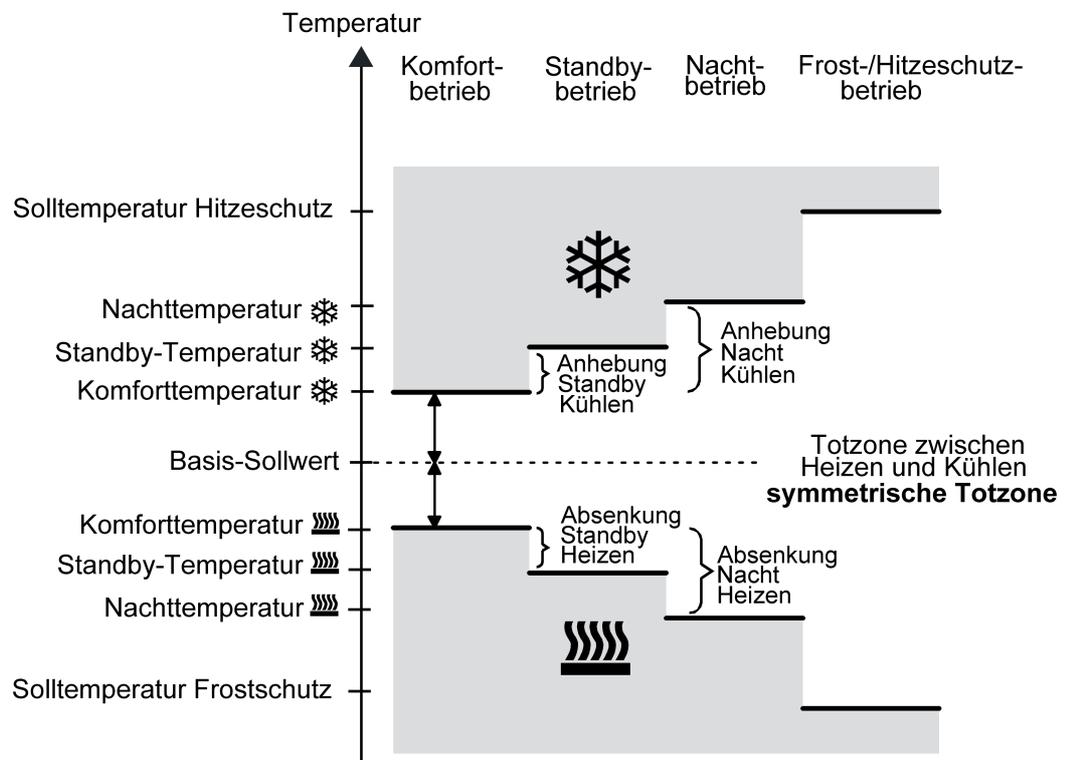 Temperatur
Komfort-
betrieb
Standby-
betrieb
Nacht-
betrieb
Frost-/Hitzeschutz-
betrieb
Solltemperatur Hitzeschutz
Nachttemperatur
Standby-Temperatur
Komforttemperatur
Anhebung
Standby
Kühlen
Anhebung
Nacht
Kühlen
Basis-Sollwert
Totzone zwischen
Heizen und Kühlen
symmetrische Totzone
Komforttemperatur
Standby-Temperatur
Nachttemperatur
Absenkung
Standby
Heizen
Absenkung
Nacht
Heizen
Solltemperatur Frostschutz